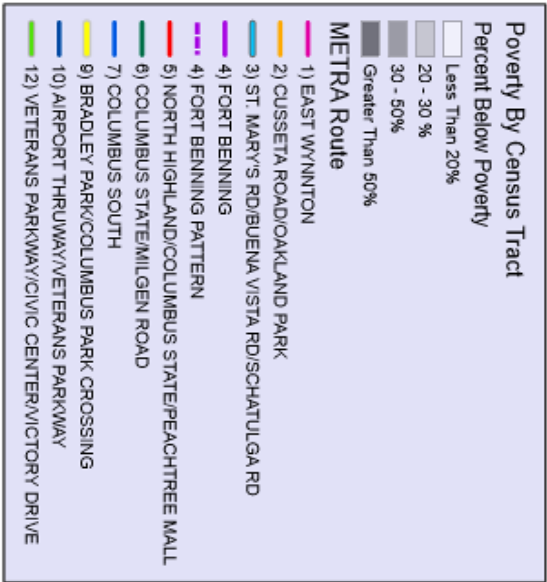 Poverty By Census Tract
Percent Below Poverty
Less Than 20%
20 - 30 %
30 - 50%
Greater Than 50%
METRA Route
1) EAST WYNNTON
2) CUSSETA ROAD/OAKLAND PARK
3) ST. MARY'S RD/BUENA VISTA RD/SCHATULGA RD
4) FORT BENNING
4) FORT BENNING PATTERN
5) NORTH HIGHLAND/COLUMBUS STATE/PEACHTREE MALL
6) COLUMBUS STATE/MILGEN ROAD
7) COLUMBUS SOUTH
9) BRADLEY PARK/COLUMBUS PARK CROSSING
10) AIRPORT THRUWAY/VETERANS PARKWAY
12) VETERANS PARKWAY/CIVIC CENTER/VICTORY DRIVE